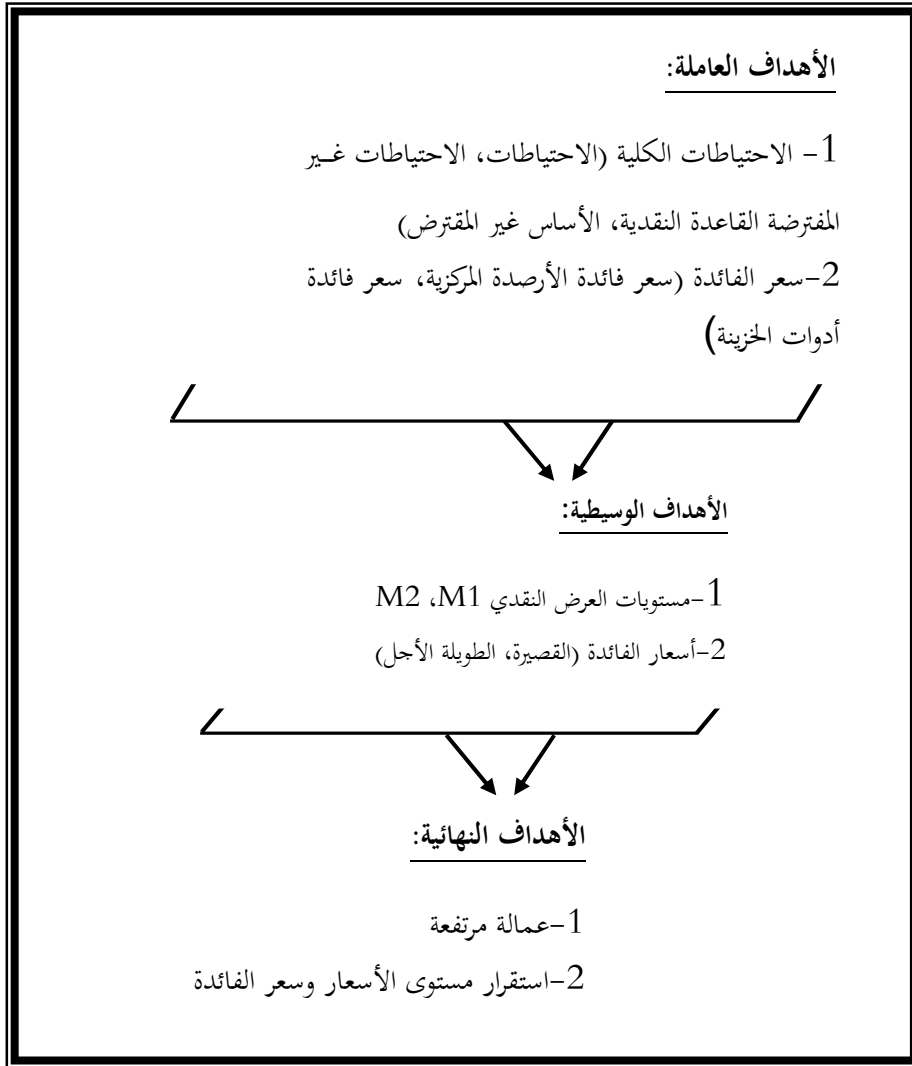 الأهداف العاملة:
1- الاحتياطات الكلية (الاحتياطات، الاحتياطات غير
المفترضة القاعدة النقدية، الأساس غير المقترض)
2-سعر الفائدة (سعر فائدة الأرصدة المركزية، سعر فائدة
أدوات الخزينة)
الأهداف الوسيطية:
1-مستويات العرض النقدي M1، M2
2-أسعار الفائدة (القصيرة، الطويلة الأجل)
الأهداف النهائية:
1-عمالة مرتفعة
2-استقرار مستوى الأسعار وسعر الفائدة